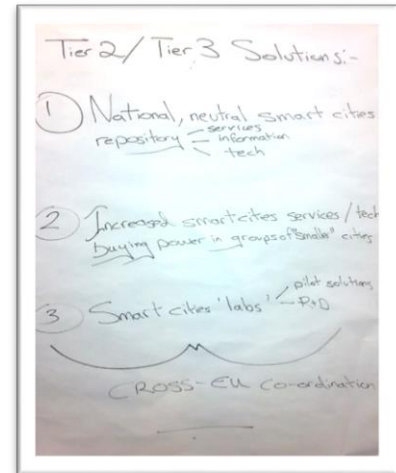 Tier 2 / Tier 3 Solutions:-
① National, neutral smart cities
repository services
information
tech
② Increased smart cities services / tech
buying power in groups of "smaller" cities
③ Smart cities 'labs' pilot solutions
R+D
CROSS-EU Co-ordination